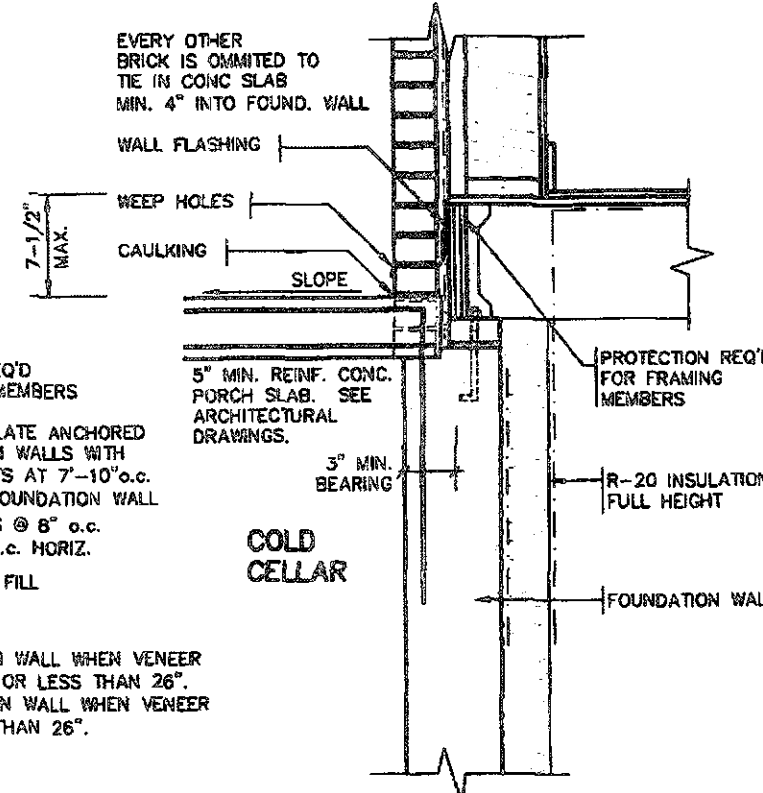 EVERY OTHER
BRICK IS OMMITED TO
TIE IN CONC SLAB
MIN. 4" INTO FOUND. WALL
WALL FLASHING
WEEP HOLES
7-1/2"
MAX.
CAULKING
SLOPE
5" MIN. REINF. CONC.
PORCH SLAB. SEE
ARCHITECTURAL
DRAWINGS.
3" MIN.
BEARING
COLD
CELLAR
PROTECTION REQ'D
FOR FRAMING
MEMBERS
R-20 INSULATION
FULL HEIGHT
FOUNDATION WAL
EQ'D
MEMBERS
LATE ANCHORED
WALLS WITH
TS AT 7'-10"o.c.
OUNDATION WALL
@ 8" o.c.
.c. HORIZ.
FILL
WALL WHEN VENEER
OR LESS THAN 26".
N WALL WHEN VENEER
THAN 26".